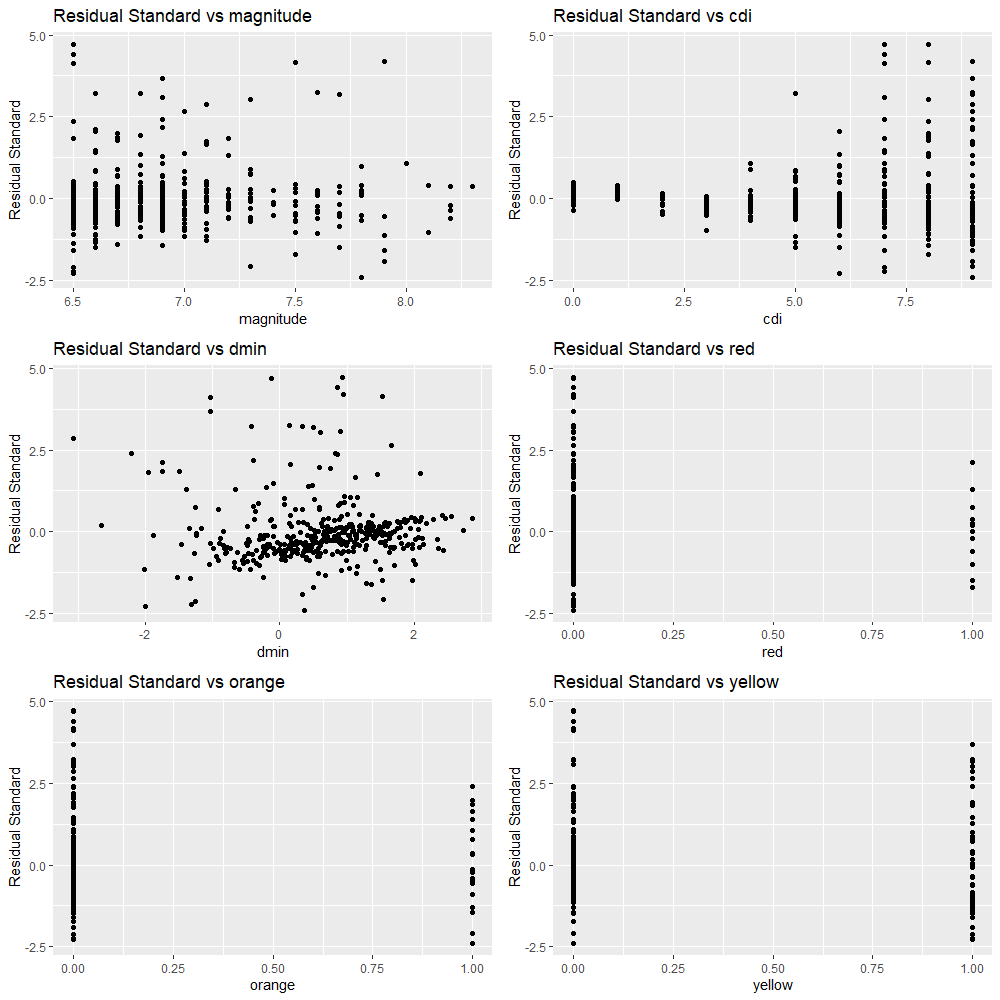 Residual Standard vs magnitude
5.0
2.5
0.0
-2.5
Residual Standard
6.5 7.0 7.5 8.0
magnitude
Residual Standard vs cdi
5.0
2.5
0.0
-2.5
Residual Standard
0.0 2.5 5.0 7.5
cdi
Residual Standard vs dmin
5.0
2.5
0.0
-2.5
Residual Standard
-2 0 2
dmin
Residual Standard vs red
5.0
2.5
0.0
-2.5
Residual Standard
0.00 0.25 0.50 0.75 1.00
red
Residual Standard vs orange
5.0
2.5
0.0
-2.5
Residual Standard
0.00 0.25 0.50 0.75 1.00
orange
Residual Standard vs yellow
5.0
2.5
0.0
-2.5
Residual Standard
0.00 0.25 0.50 0.75 1.00
yellow